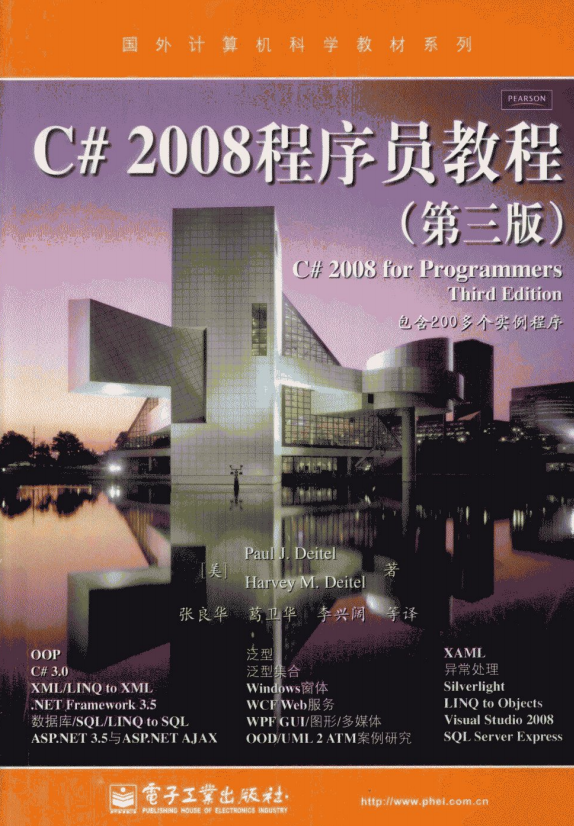 国外计算机科学教材系列
PEARSON
C# 2008程序员教程
(第三版)
C# 2008 for Programmers
Third Edition
包含200多个实例程序
[美] Paul J. Deitel
Harvey M. Deitel 著
张良华 葛卫华 李兴阔 等译
OOP
C# 3.0
XML/LINQ to XML
.NET Framework 3.5
数据库/SQL/LINQ to SQL
ASP.NET 3.5与ASP.NET AJAX
泛型
泛型集合
Windows窗体
WCF Web服务
WPF GUI/图形/多媒体
OOD/UML 2 ATM案例研究
XAML
异常处理
Silverlight
LINQ to Objects
Visual Studio 2008
SQL Server Express
電子工業出版社·
PUBLISHING HOUSE OF ELECTRONICS INDUSTRY
http://www.phei.com.cn